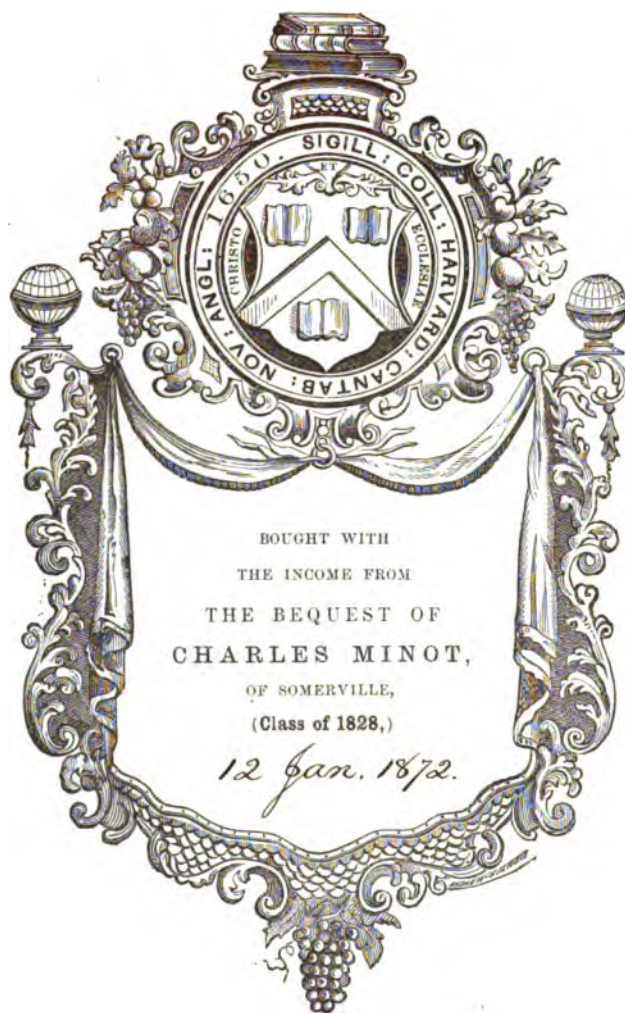 SIGILL: COLL: HARVARD: CANTAB: NOV: ANGL: 1650.
CHRISTO
ET
ECCLESIAE
BOUGHT WITH
THE INCOME FROM
THE BEQUEST OF
CHARLES MINOT,
OF SOMERVILLE,
(Class of 1828,)
12 Jan. 1872.